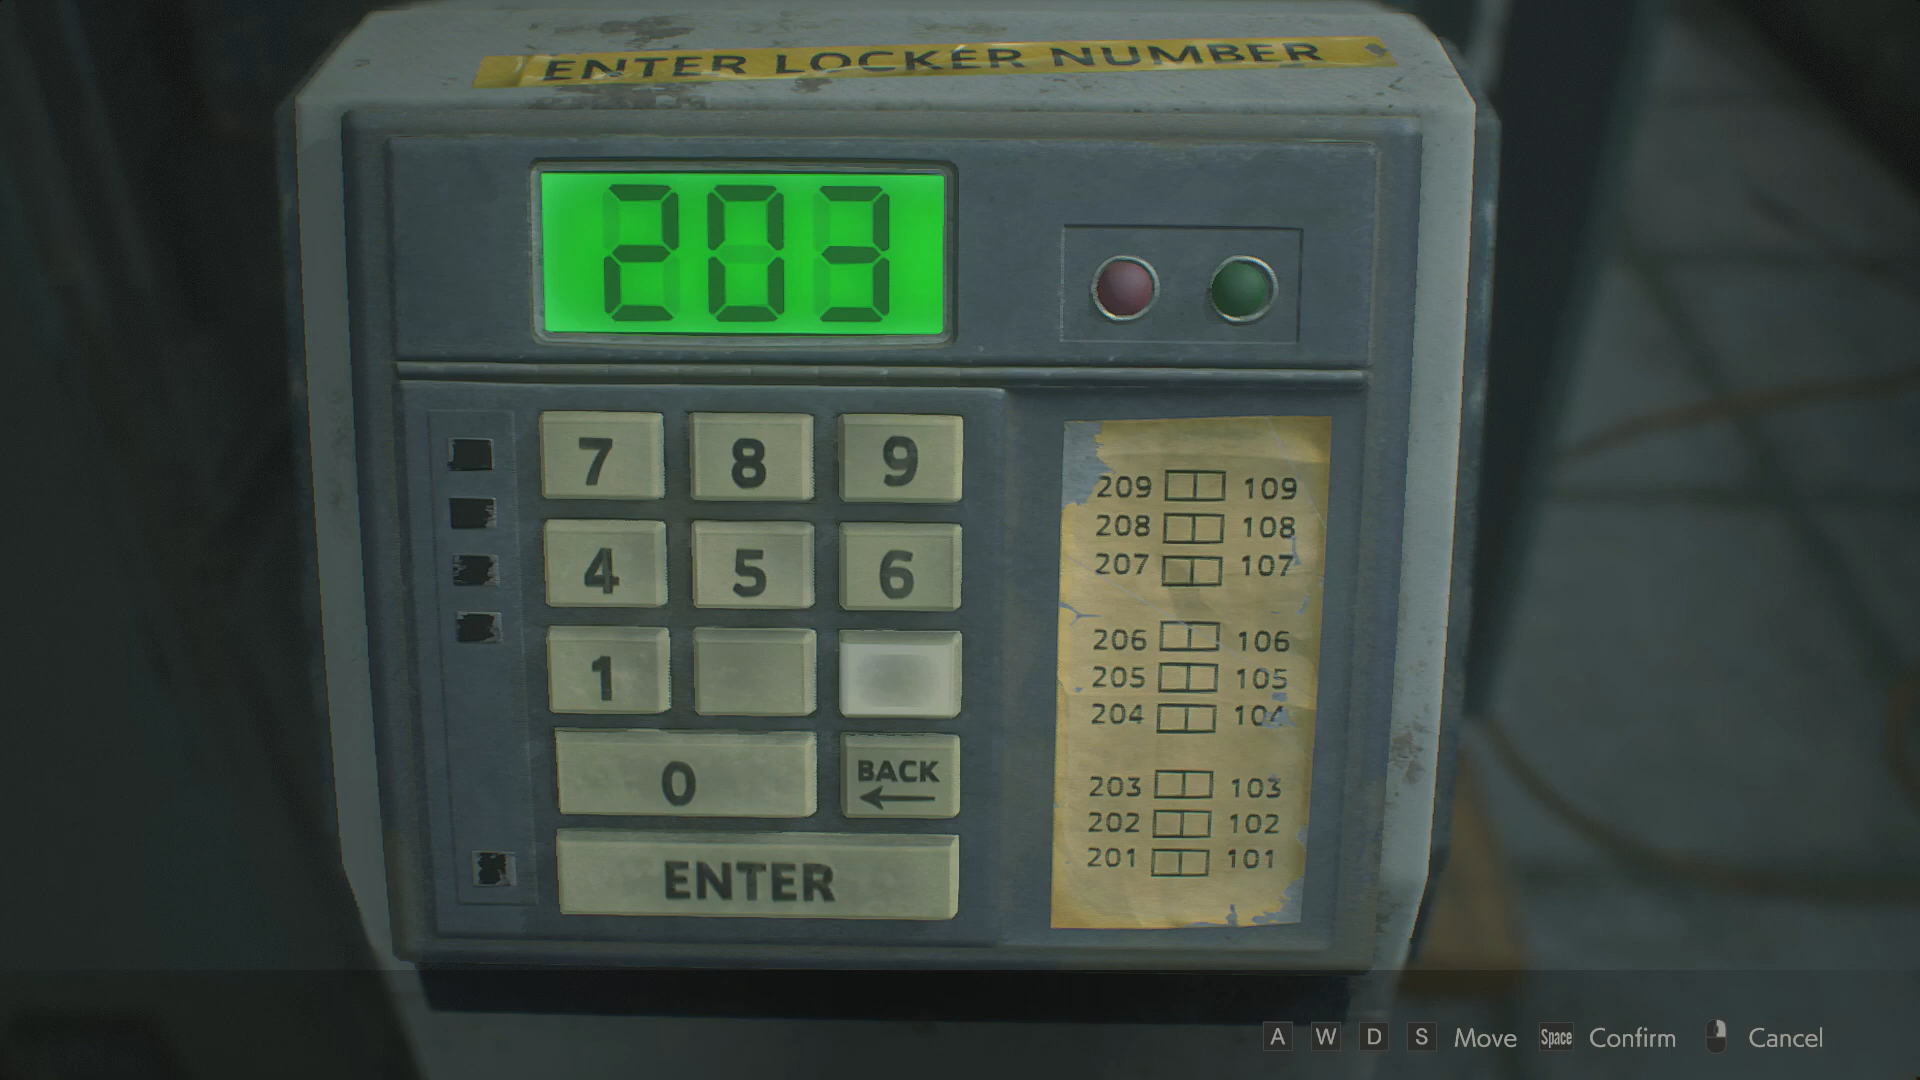 ENTER LOCKER NUMBER
203
7 8 9
4 5 6
1
0 BACK
ENTER
209 109
208 108
207 107
206 106
205 105
204 104
203 103
202 102
201 101
A W D S Move Space Confirm Cancel